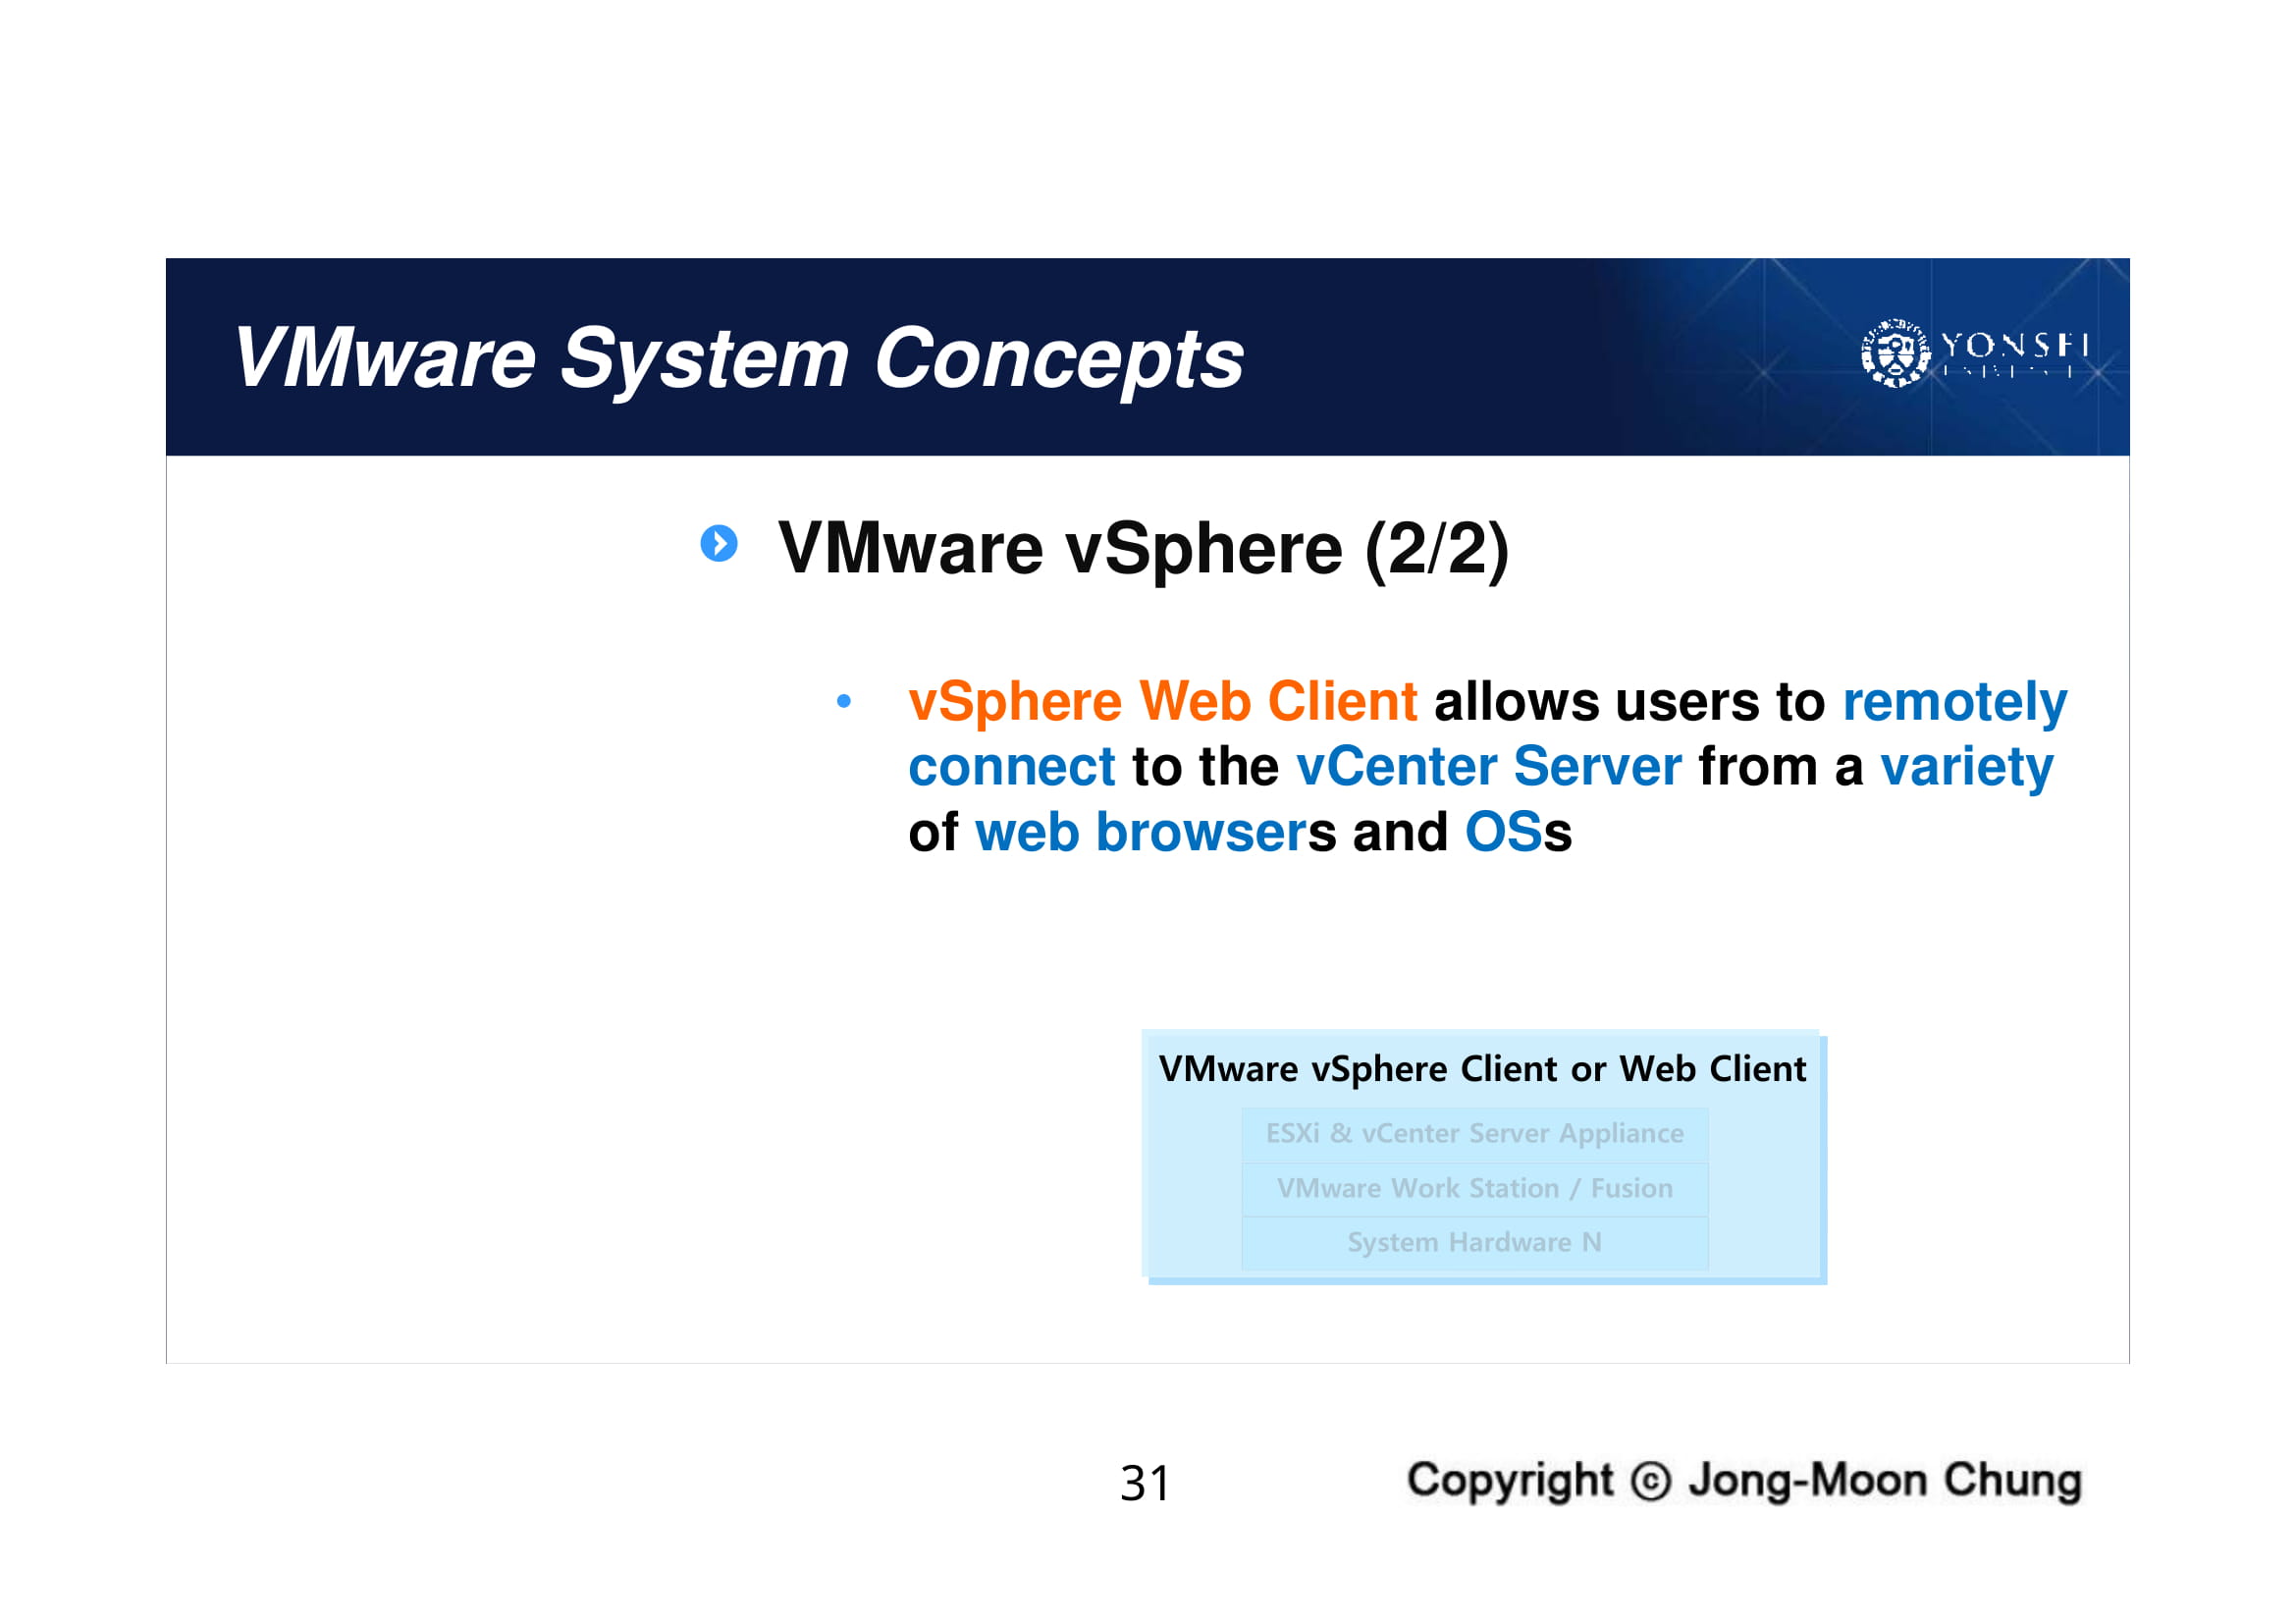 VMware System Concepts
YONSEI
VMware vSphere (2/2)
• vSphere Web Client allows users to remotely
connect to the vCenter Server from a variety
of web browsers and OSs
VMware vSphere Client or Web Client
ESXi & vCenter Server Appliance
VMware Work Station / Fusion
System Hardware N
31
Copyright ⓒ Jong-Moon Chung